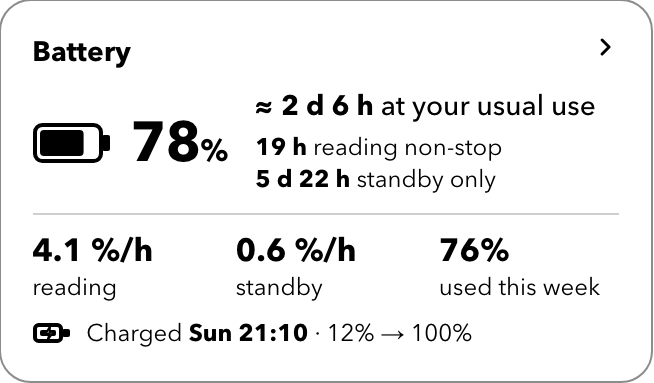 Battery
78%
≈ 2 d 6 h at your usual use
19 h reading non-stop
5 d 22 h standby only
4.1 %/h
reading
0.6 %/h
standby
76%
used this week
Charged Sun 21:10 · 12% → 100%